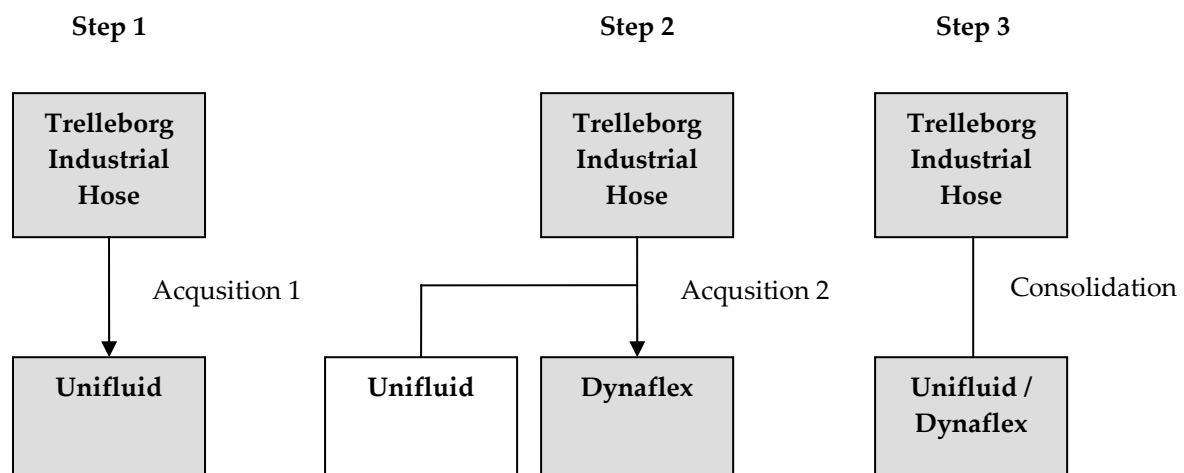 Step 1
Step 2
Step 3
Trelleborg
Industrial
Hose
Trelleborg
Industrial
Hose
Trelleborg
Industrial
Hose
Acqusition 1
Acqusition 2
Consolidation
Unifluid
Unifluid
Dynaflex
Unifluid /
Dynaflex